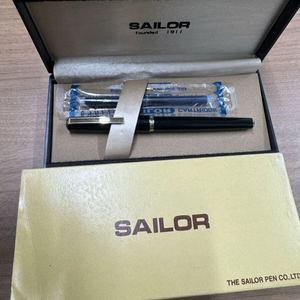 SAILOR
Founded 1911
SAILOR
THE SAILOR PEN CO., LTD.